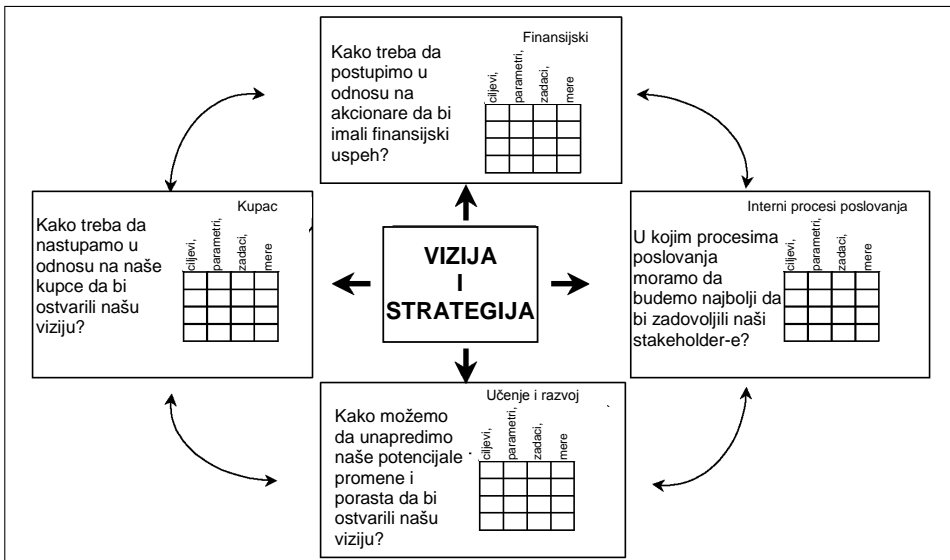 Finansijski
Kako treba da
postupimo u
odnosu na
akcionare da bi
imali finansijski
uspeh?
ciljevi,
parametri,
zadaci,
mere
Kupac
Kako treba da
nastupamo u
odnosu na naše
kupce da bi
ostvarili našu
viziju?
ciljevi,
parametri,
zadaci,
mere
VIZIJA
I
STRATEGIJA
Interni procesi poslovanja
U kojim procesima
poslovanja
moramo da
budemo najbolji da
bi zadovoljili naši
stakeholder-e?
ciljevi,
parametri,
zadaci,
mere
Učenje i razvoj
Kako možemo
da unapredimo
naše potencijale
promene i
porasta da bi
ostvarili našu
viziju?
ciljevi,
parametri,
zadaci,
mere